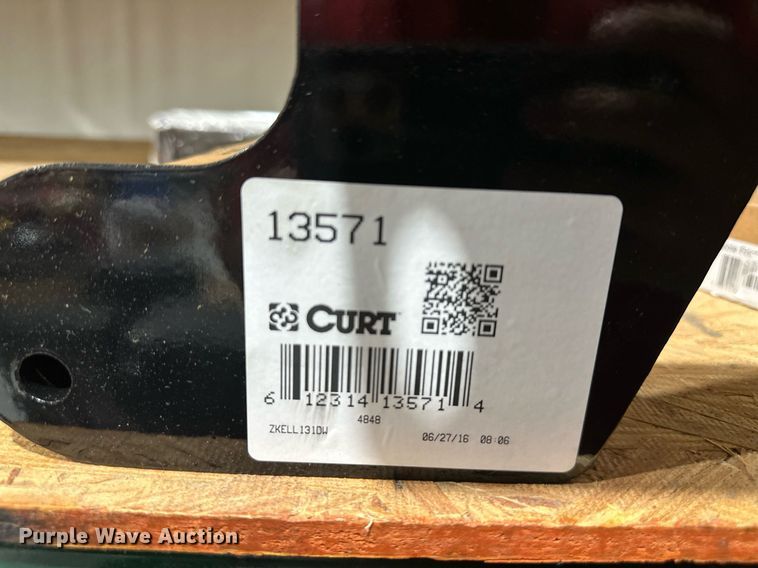 13571
CURT
6 12314 13571 4
4848
ZKELL131DW
06/27/16 08:06
Purple Wave Auction